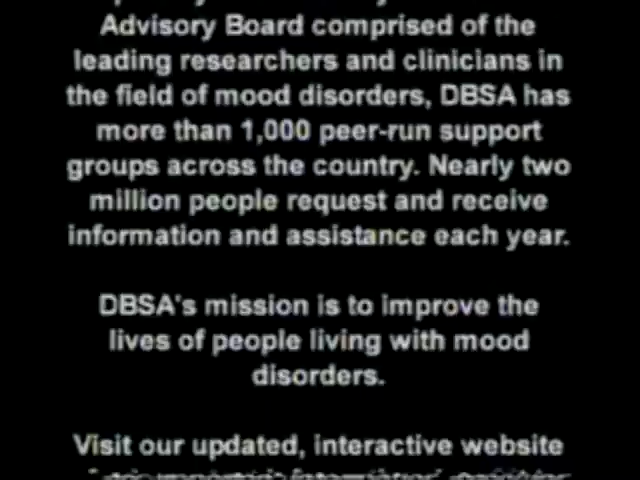 Advisory Board comprised of the
leading researchers and clinicians in
the field of mood disorders, DBSA has
more than 1,000 peer-run support
groups across the country. Nearly two
million people request and receive
information and assistance each year.
DBSA's mission is to improve the
lives of people living with mood
disorders.
Visit our updated, interactive website